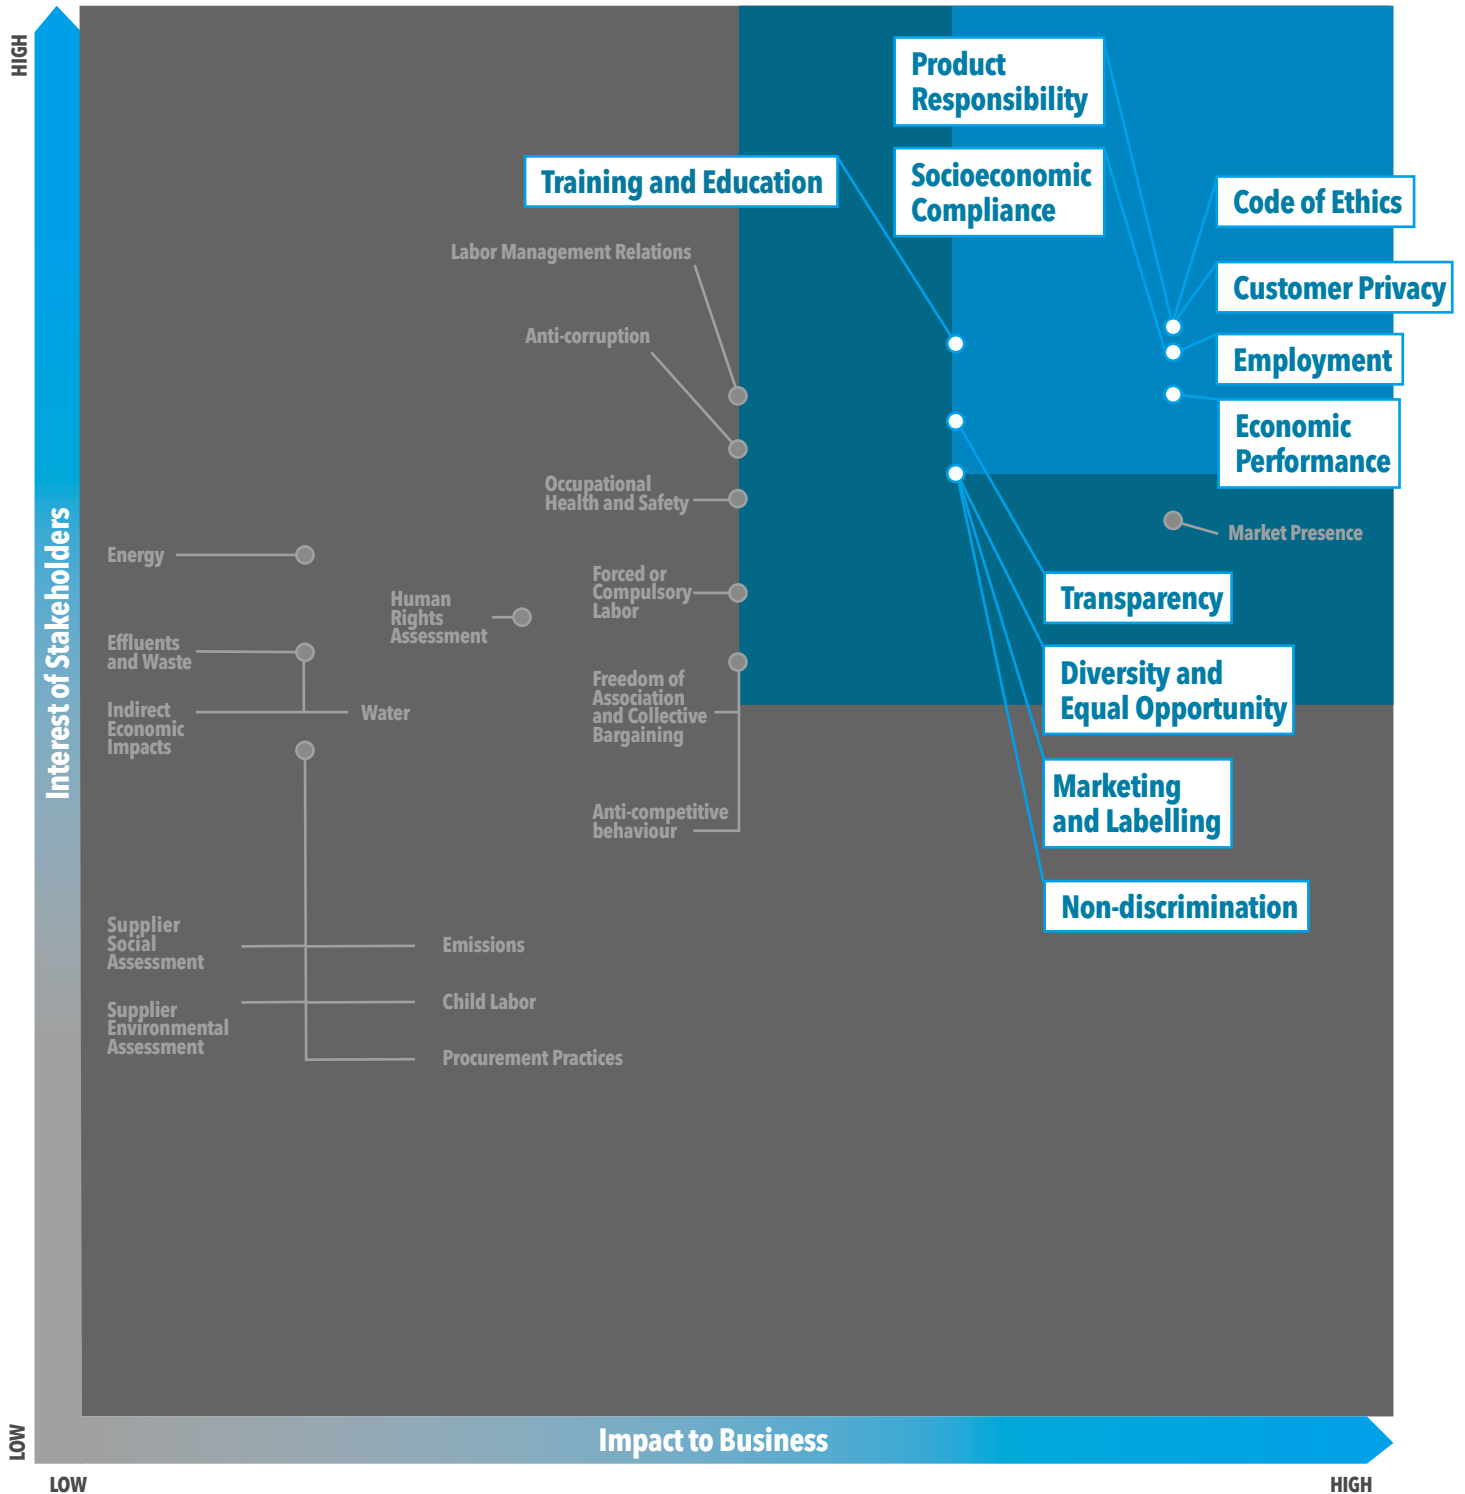 HIGH
Product
Responsibility
Training and Education
Socioeconomic
Compliance
Code of Ethics
Labor Management Relations
Customer Privacy
Anti-corruption
Employment
Economic
Performance
Occupational
Health and Safety
Market Presence
Interest of Stakeholders
Energy
Forced or
Compulsory
Labor
Human
Rights
Assessment
Transparency
Effluents
and Waste
Diversity and
Equal Opportunity
Freedom of
Association
and Collective
Bargaining
Indirect
Economic
Impacts
Water
Marketing
and Labelling
Anti-competitive
behaviour
Non-discrimination
Supplier
Social
Assessment
Emissions
Supplier
Environmental
Assessment
Child Labor
Procurement Practices
LOW
Impact to Business
LOW
HIGH